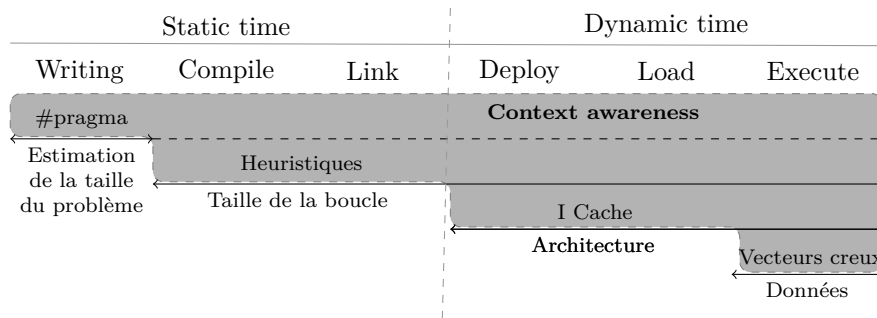 Static time
Dynamic time
Writing
Compile
Link
Deploy
Load
Execute
#pragma
Context awareness
Estimation
de la taille
du problème
Heuristiques
Taille de la boucle
I Cache
Architecture
Vecteurs creux
Données